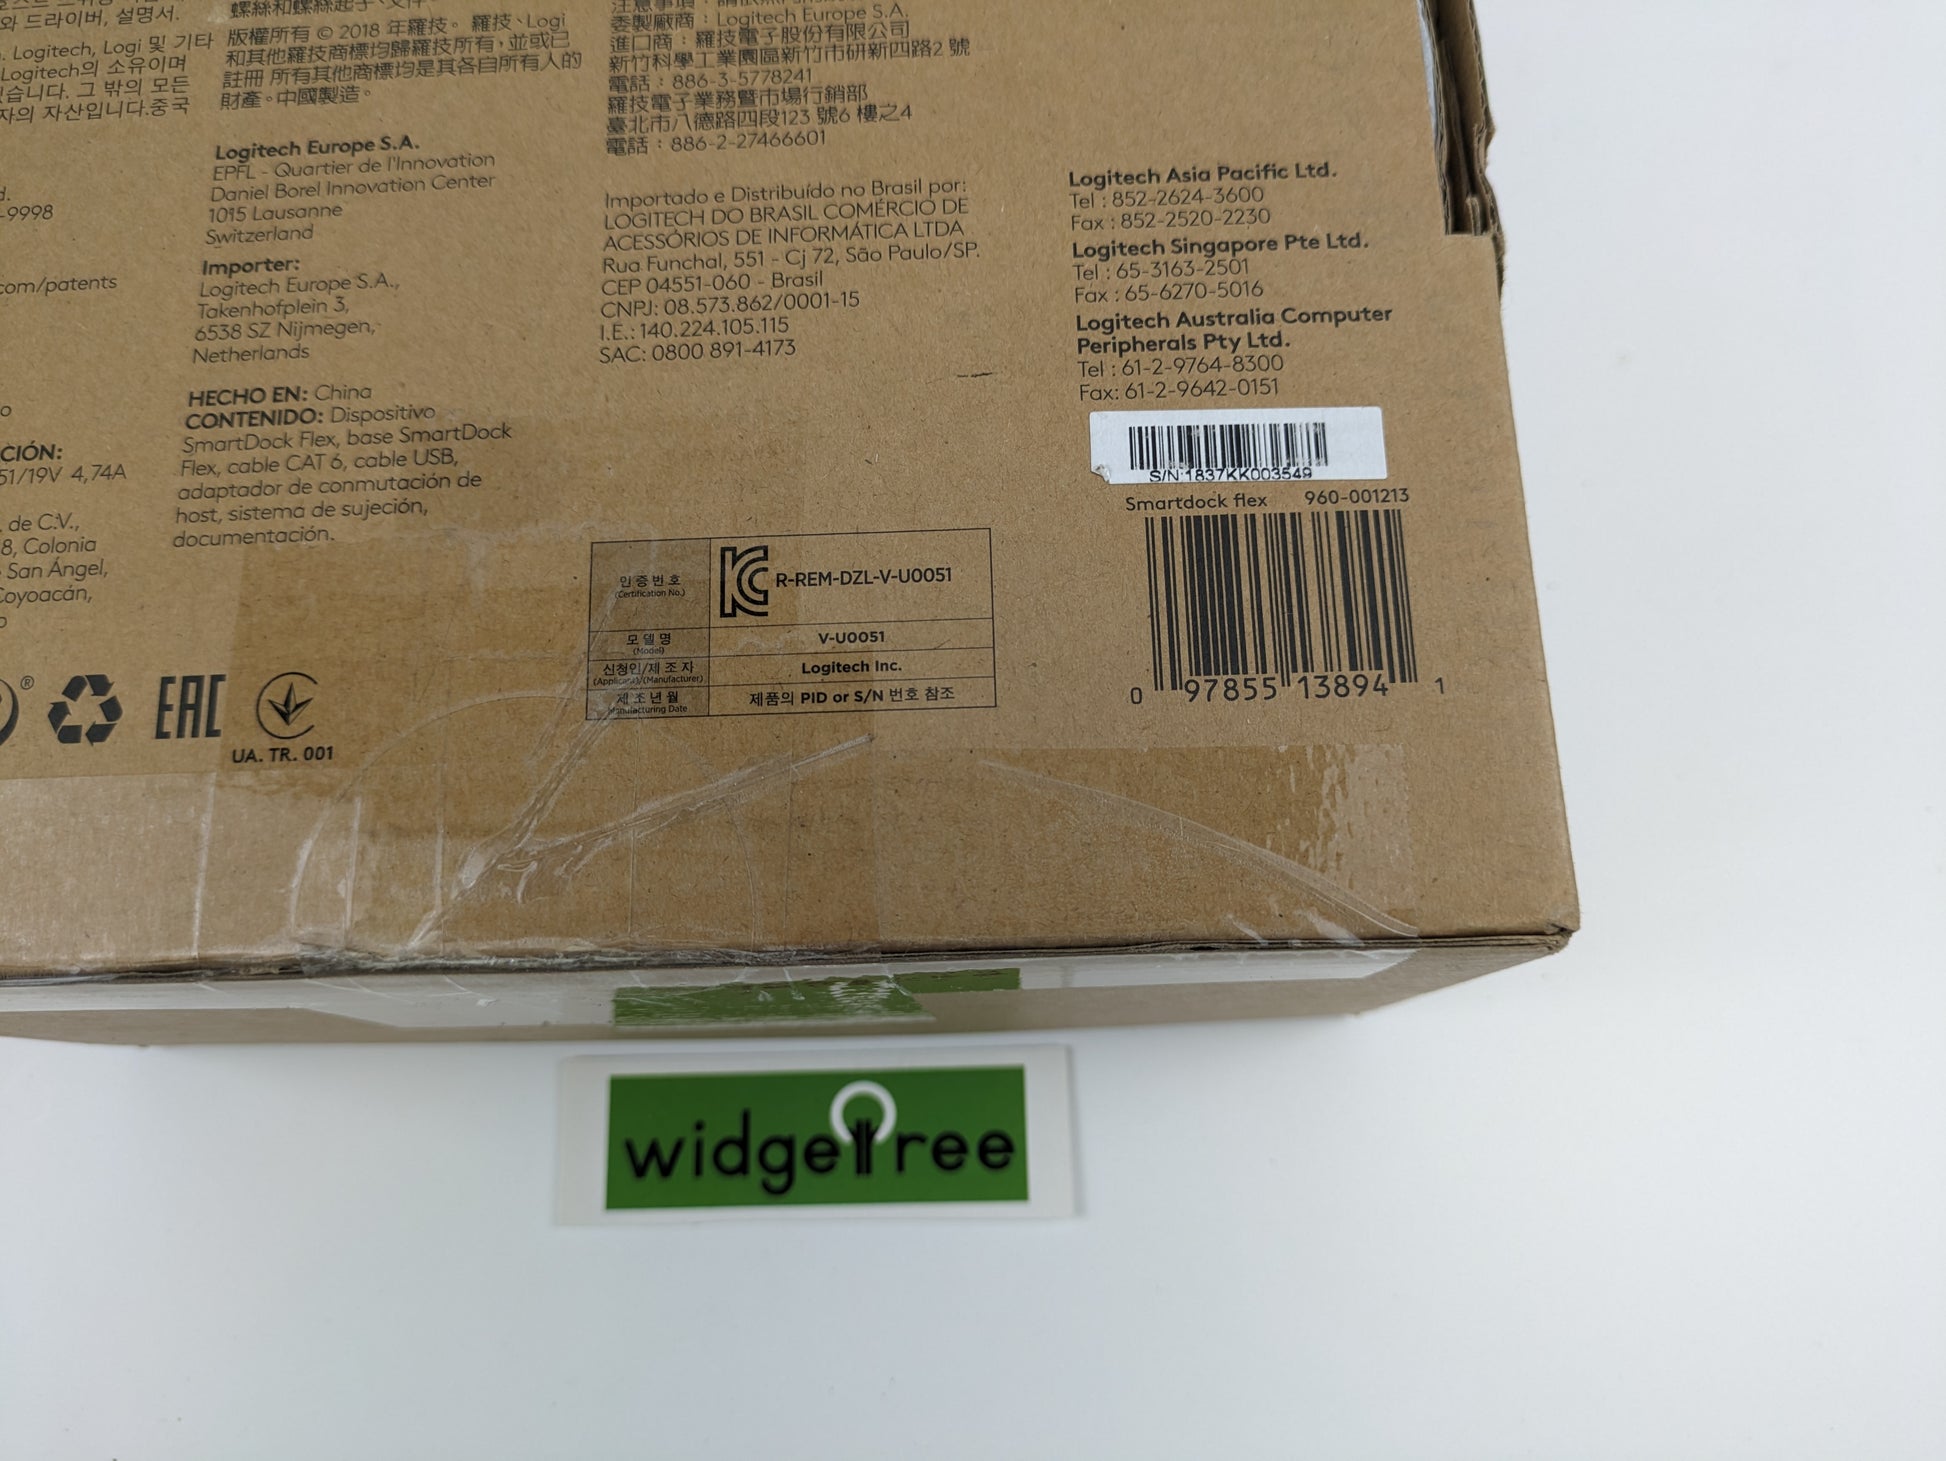 와 드라이버, 설명서.
Logitech, Logi 및 기타
Logitech의 소유이며
있습니다. 그 밖의 모든
자의 자산입니다.중국
-9998
com/patents
CIÓN:
51/19V 4,74A
de C.V.,
8, Colonia
San Ángel,
Coyoacán,
版權所有 © 2018 年羅技。 羅技、Logi
和其他羅技商標均歸羅技所有，並或已
註冊 所有其他商標均是其各自所有人的
財產。中國製造。
Logitech Europe S.A.
EPFL - Quartier de l'Innovation
Daniel Borel Innovation Center
1015 Lausanne
Switzerland
Importer:
Logitech Europe S.A.,
Takenhofplein 3,
6538 SZ Nijmegen,
Netherlands
HECHO EN: China
CONTENIDO: Dispositivo
SmartDock Flex, base SmartDock
Flex, cable CAT 6, cable USB,
adaptador de conmutación de
host, sistema de sujeción,
documentación.
EAC
UA. TR. 001
委製廠商：Logitech Europe S.A.
進口商：羅技電子股份有限公司
新竹科學工業園區新竹市研新四路2 號
電話：886-3-5778241
羅技電子業務暨市場行銷部
臺北市八德路四段123 號6 樓之4
電話：886-2-27466601
Importado e Distribuído no Brasil por:
LOGITECH DO BRASIL COMÉRCIO DE
ACESSÓRIOS DE INFORMÁTICA LTDA
Rua Funchal, 551 - Cj 72, São Paulo/SP.
CEP 04551-060 - Brasil
CNPJ: 08.573.862/0001-15
I.E.: 140.224.105.115
SAC: 0800 891-4173
인증번호
(Certification No.)
R-REM-DZL-V-U0051
모델명
(Model)
V-U0051
신청인/제조자
(Applicant)/(Manufacturer)
Logitech Inc.
제조년월
Manufacturing Date
제품의 PID or S/N 번호 참조
Logitech Asia Pacific Ltd.
Tel : 852-2624-3600
Fax : 852-2520-2230
Logitech Singapore Pte Ltd.
Tel : 65-3163-2501
Fax : 65-6270-5016
Logitech Australia Computer
Peripherals Pty Ltd.
Tel : 61-2-9764-8300
Fax: 61-2-9642-0151
S/N:1837KK003549
Smartdock flex 960-001213
0 97855 13894 1
widgetree